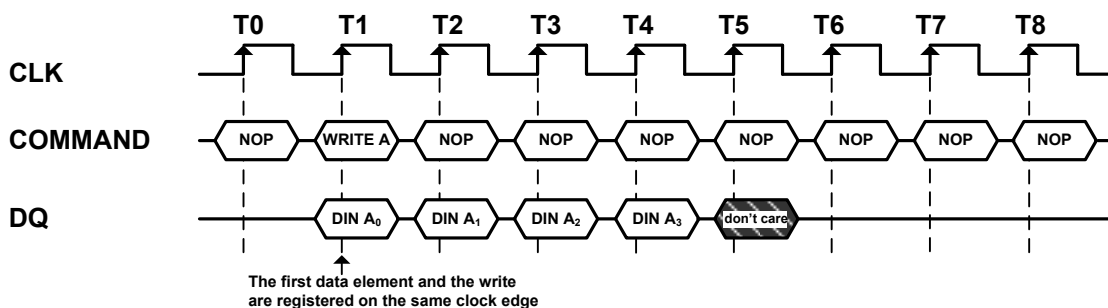 T0 T1 T2 T3 T4 T5 T6 T7 T8
CLK
COMMAND NOP WRITE A NOP NOP NOP NOP NOP NOP NOP
DQ DIN A₀ DIN A₁ DIN A₂ DIN A₃ don't care
The first data element and the write
are registered on the same clock edge